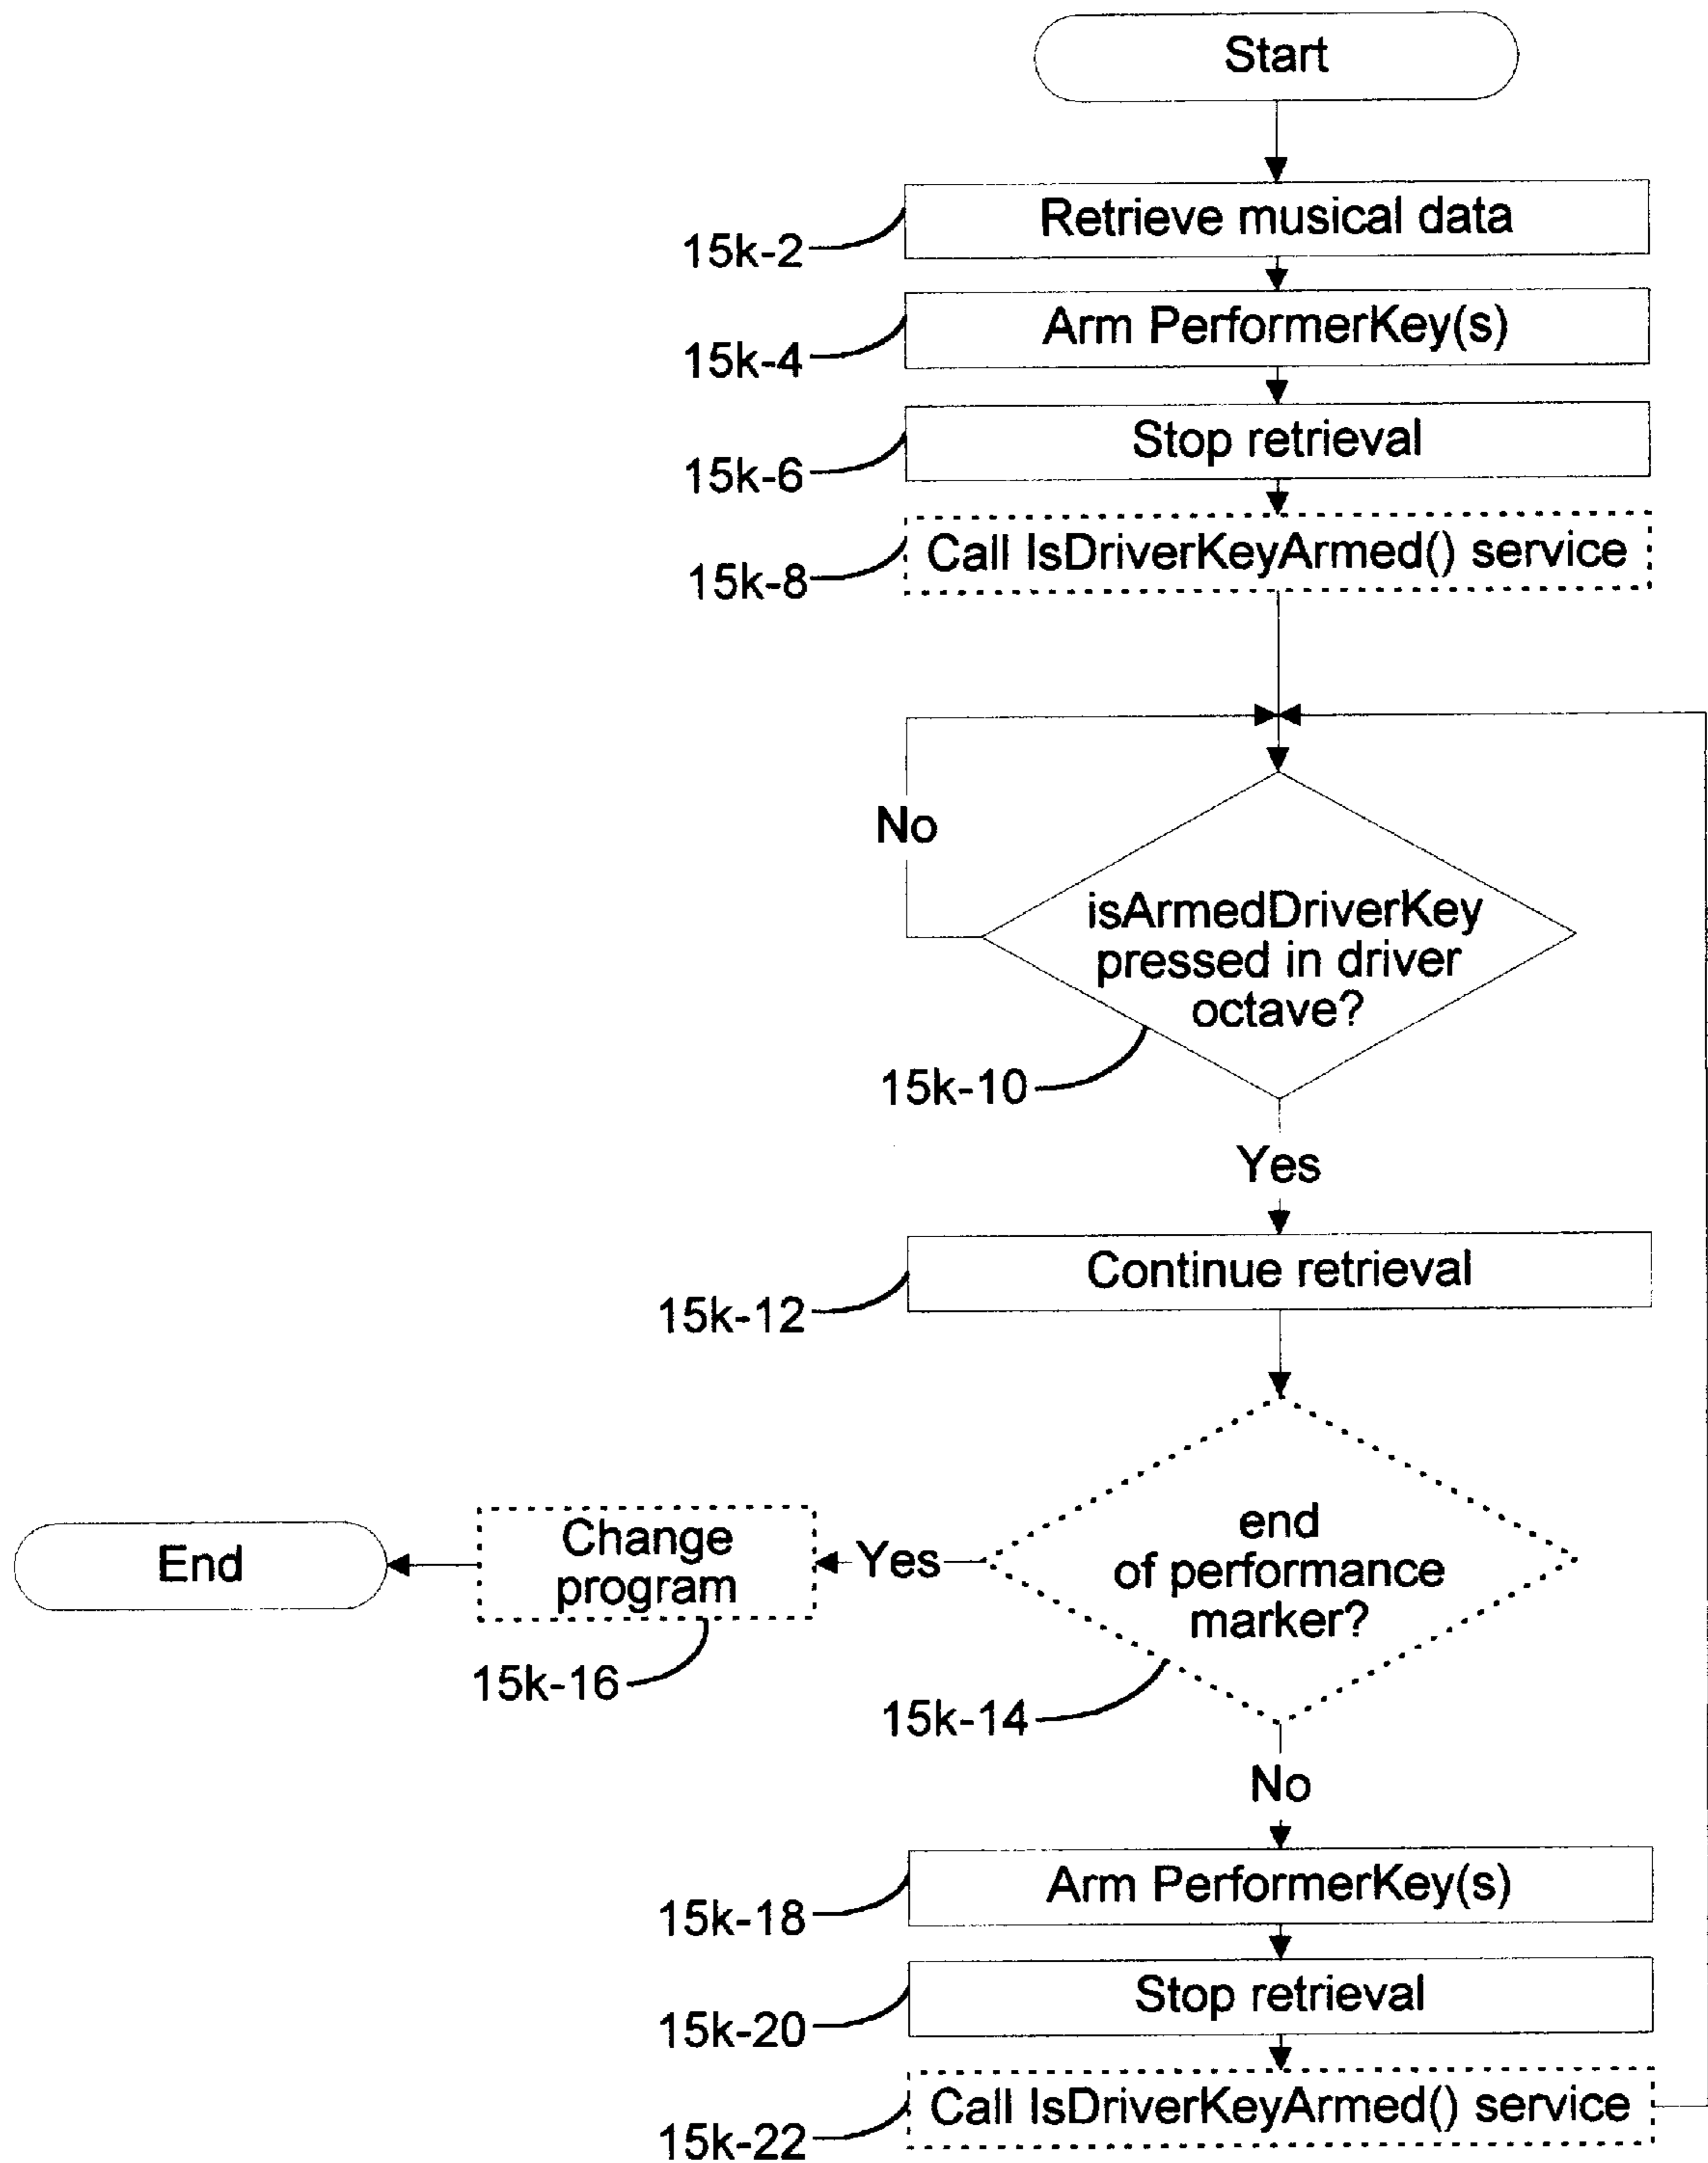 Start
Retrieve musical data
15k-2
Arm PerformerKey(s)
15k-4
Stop retrieval
15k-6
Call IsDriverKeyArmed() service
15k-8
No
isArmedDriverKey
pressed in driver
octave?
15k-10
Yes
Continue retrieval
15k-12
end
of performance
marker?
Yes
Change
program
End
15k-16
15k-14
No
Arm PerformerKey(s)
15k-18
Stop retrieval
15k-20
Call IsDriverKeyArmed() service
15k-22